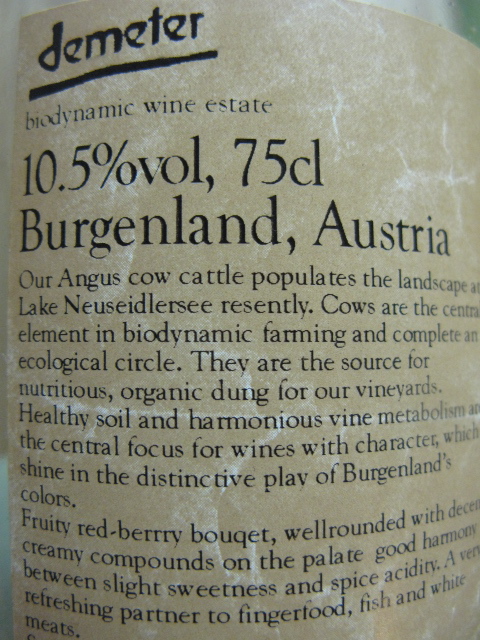 demeter
biodynamic wine estate
10.5%vol, 75cl
Burgenland, Austria
Our Angus cow cattle populates the landscape
Lake Neuseidlersee resently. Cows are the
element in biodynamic farming and complete an
ecological circle. They are the source for
nutritious, organic dung for our vineyards.
Healthy soil and harmonious vine metabolism
the central focus for wines with character, which
shine in the distinctive play of Burgenland's
colors.
Fruity red-berrry bouqet, wellrounded with
creamy compounds on the palate good harmony
between slight sweetness and spice acidity. A
refreshing partner to fingerfood, fish and white
meats.